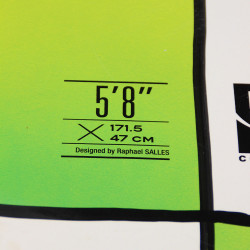 5'8"
171.5
47 CM
Designed by Raphael SALLES
C